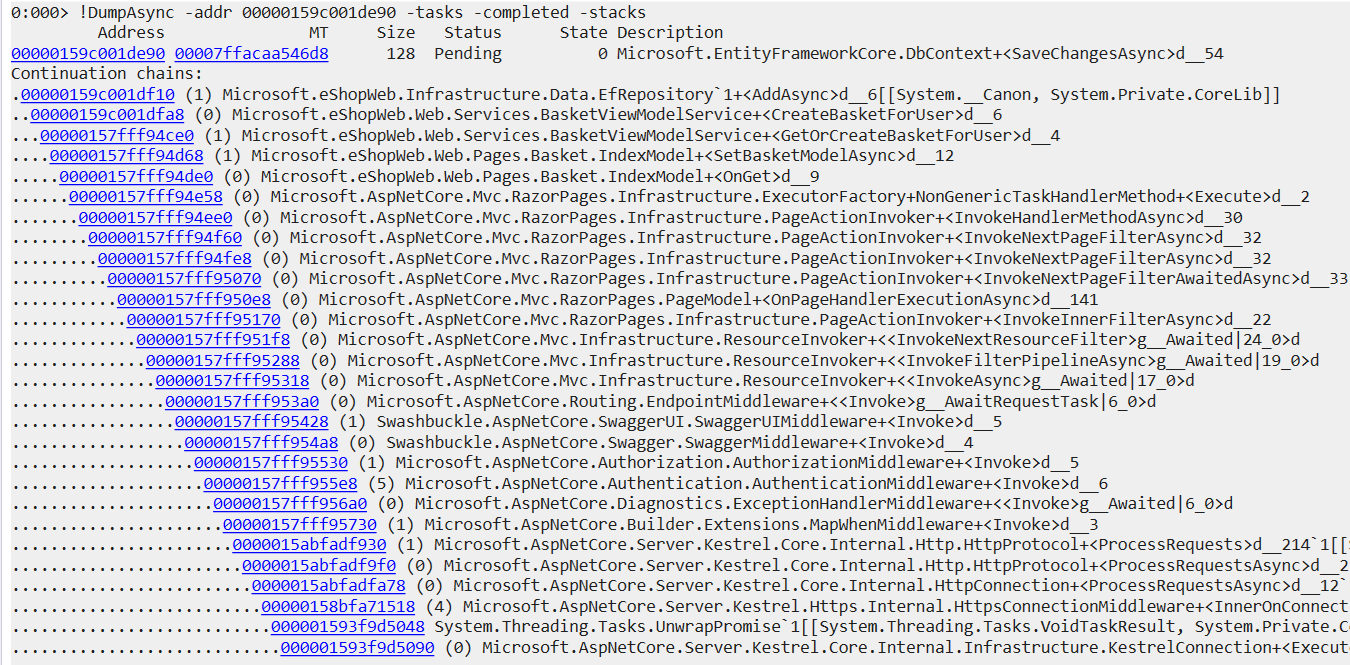 0:000> !DumpAsync -addr 00000159c001de90 -tasks -completed -stacks
Address MT Size Status State Description
00000159c001de90 00007ffacaa546d8 128 Pending 0 Microsoft.EntityFrameworkCore.DbContext+<SaveChangesAsync>d__54
Continuation chains:
.00000159c001df10 (1) Microsoft.eShopWeb.Infrastructure.Data.EfRepository`1+<AddAsync>d__6[[System.__Canon, System.Private.CoreLib]]
..00000159c001dfa8 (0) Microsoft.eShopWeb.Web.Services.BasketViewModelService+<CreateBasketForUser>d__6
...00000157fff94ce0 (1) Microsoft.eShopWeb.Web.Services.BasketViewModelService+<GetOrCreateBasketForUser>d__4
....00000157fff94d68 (1) Microsoft.eShopWeb.Web.Pages.Basket.IndexModel+<SetBasketModelAsync>d__12
.....00000157fff94de0 (0) Microsoft.eShopWeb.Web.Pages.Basket.IndexModel+<OnGet>d__9
......00000157fff94e58 (0) Microsoft.AspNetCore.Mvc.RazorPages.Infrastructure.ExecutorFactory+NonGenericTaskHandlerMethod+<Execute>d__2
.......00000157fff94ee0 (0) Microsoft.AspNetCore.Mvc.RazorPages.Infrastructure.PageActionInvoker+<InvokeHandlerMethodAsync>d__30
........00000157fff94f60 (0) Microsoft.AspNetCore.Mvc.RazorPages.Infrastructure.PageActionInvoker+<InvokeNextPageFilterAsync>d__32
.........00000157fff94fe8 (0) Microsoft.AspNetCore.Mvc.RazorPages.Infrastructure.PageActionInvoker+<InvokeNextPageFilterAsync>d__32
..........00000157fff95070 (0) Microsoft.AspNetCore.Mvc.RazorPages.Infrastructure.PageActionInvoker+<InvokeNextPageFilterAwaitedAsync>d__33
...........00000157fff950e8 (0) Microsoft.AspNetCore.Mvc.RazorPages.PageModel+<OnPageHandlerExecutionAsync>d__141
............00000157fff95170 (0) Microsoft.AspNetCore.Mvc.RazorPages.Infrastructure.PageActionInvoker+<InvokeInnerFilterAsync>d__22
.............00000157fff951f8 (0) Microsoft.AspNetCore.Mvc.Infrastructure.ResourceInvoker+<<InvokeNextResourceFilter>g__Awaited|24_0>d
..............00000157fff95288 (0) Microsoft.AspNetCore.Mvc.Infrastructure.ResourceInvoker+<<InvokeFilterPipelineAsync>g__Awaited|19_0>d
...............00000157fff95318 (0) Microsoft.AspNetCore.Mvc.Infrastructure.ResourceInvoker+<<InvokeAsync>g__Awaited|17_0>d
................00000157fff953a0 (0) Microsoft.AspNetCore.Routing.EndpointMiddleware+<<Invoke>g__AwaitRequestTask|6_0>d
.................00000157fff95428 (1) Swashbuckle.AspNetCore.SwaggerUI.SwaggerUIMiddleware+<Invoke>d__5
..................00000157fff954a8 (0) Swashbuckle.AspNetCore.Swagger.SwaggerMiddleware+<Invoke>d__4
...................00000157fff95530 (1) Microsoft.AspNetCore.Authorization.AuthorizationMiddleware+<Invoke>d__5
....................00000157fff955e8 (5) Microsoft.AspNetCore.Authentication.AuthenticationMiddleware+<Invoke>d__6
.....................00000157fff956a0 (0) Microsoft.AspNetCore.Diagnostics.ExceptionHandlerMiddleware+<<Invoke>g__Awaited|6_0>d
......................00000157fff95730 (1) Microsoft.AspNetCore.Builder.Extensions.MapWhenMiddleware+<Invoke>d__3
.......................0000015abfadf930 (1) Microsoft.AspNetCore.Server.Kestrel.Core.Internal.Http.HttpProtocol+<ProcessRequests>d__214`1[[
........................0000015abfadf9f0 (0) Microsoft.AspNetCore.Server.Kestrel.Core.Internal.Http.HttpProtocol+<ProcessRequestsAsync>d__2
.........................0000015abfadfa78 (0) Microsoft.AspNetCore.Server.Kestrel.Core.Internal.HttpConnection+<ProcessRequestsAsync>d__12`
..........................00000158bfa71518 (4) Microsoft.AspNetCore.Server.Kestrel.Https.Internal.HttpsConnectionMiddleware+<InnerOnConnect
...........................000001593f9d5048 System.Threading.Tasks.UnwrapPromise`1[[System.Threading.Tasks.VoidTaskResult, System.Private.Co
............................000001593f9d5090 (0) Microsoft.AspNetCore.Server.Kestrel.Core.Internal.Infrastructure.KestrelConnection+<Execut